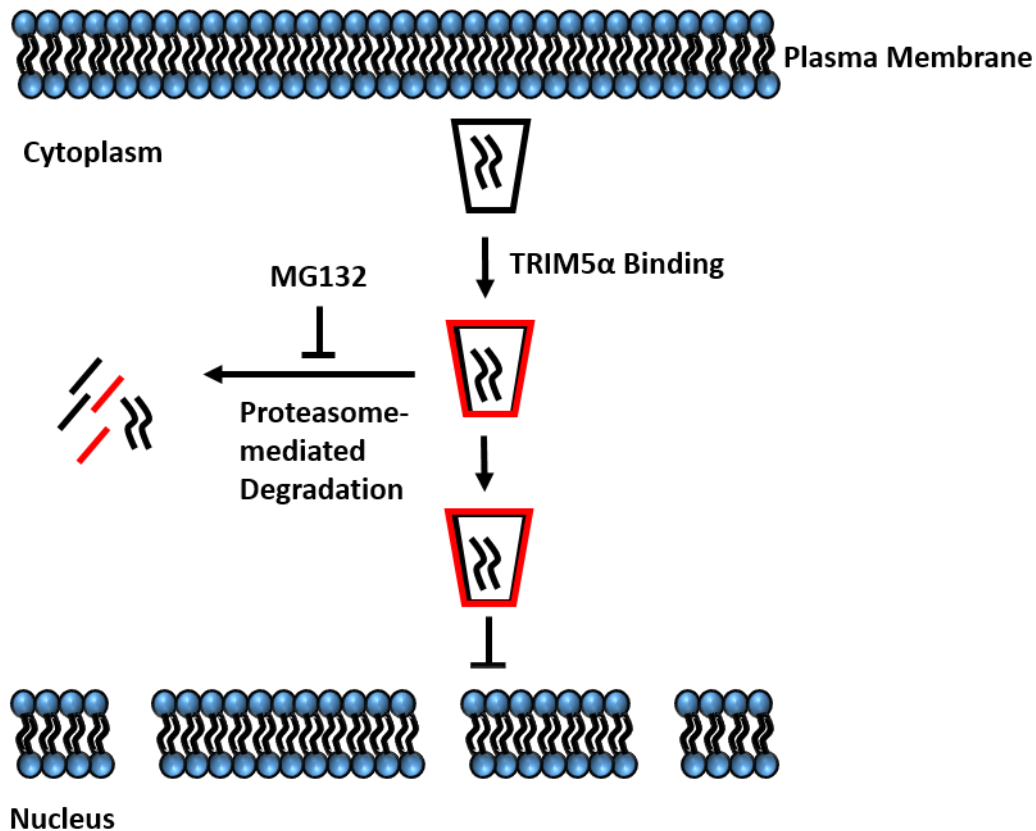 Plasma Membrane
Cytoplasm
TRIM5α Binding
MG132
Proteasome-
mediated
Degradation
Nucleus